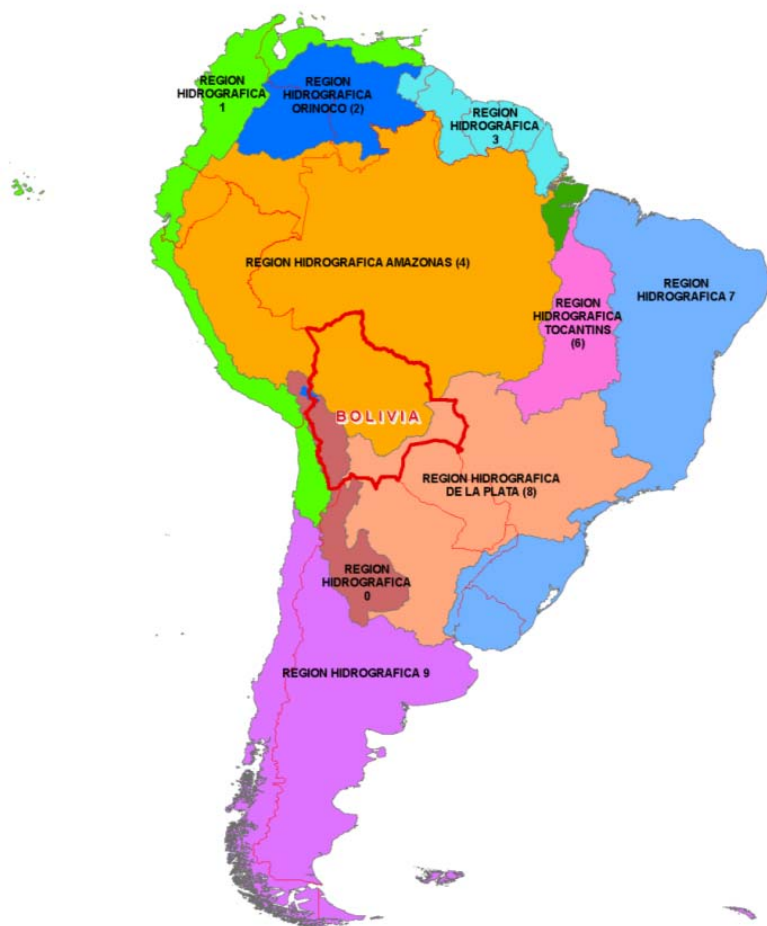 REGION
HIDROGRAFICA
1
REGION
HIDROGRAFICA
ORINOCO (2)
REGION
HIDROGRAFICA
3
REGION HIDROGRAFICA AMAZONAS (4)
REGION
HIDROGRAFICA 7
REGION
HIDROGRAFICA
TOCANTINS
(6)
BOLIVIA
REGION HIDROGRAFICA
DE LA PLATA (8)
REGION
HIDROGRAFICA
0
REGION HIDROGRAFICA 9